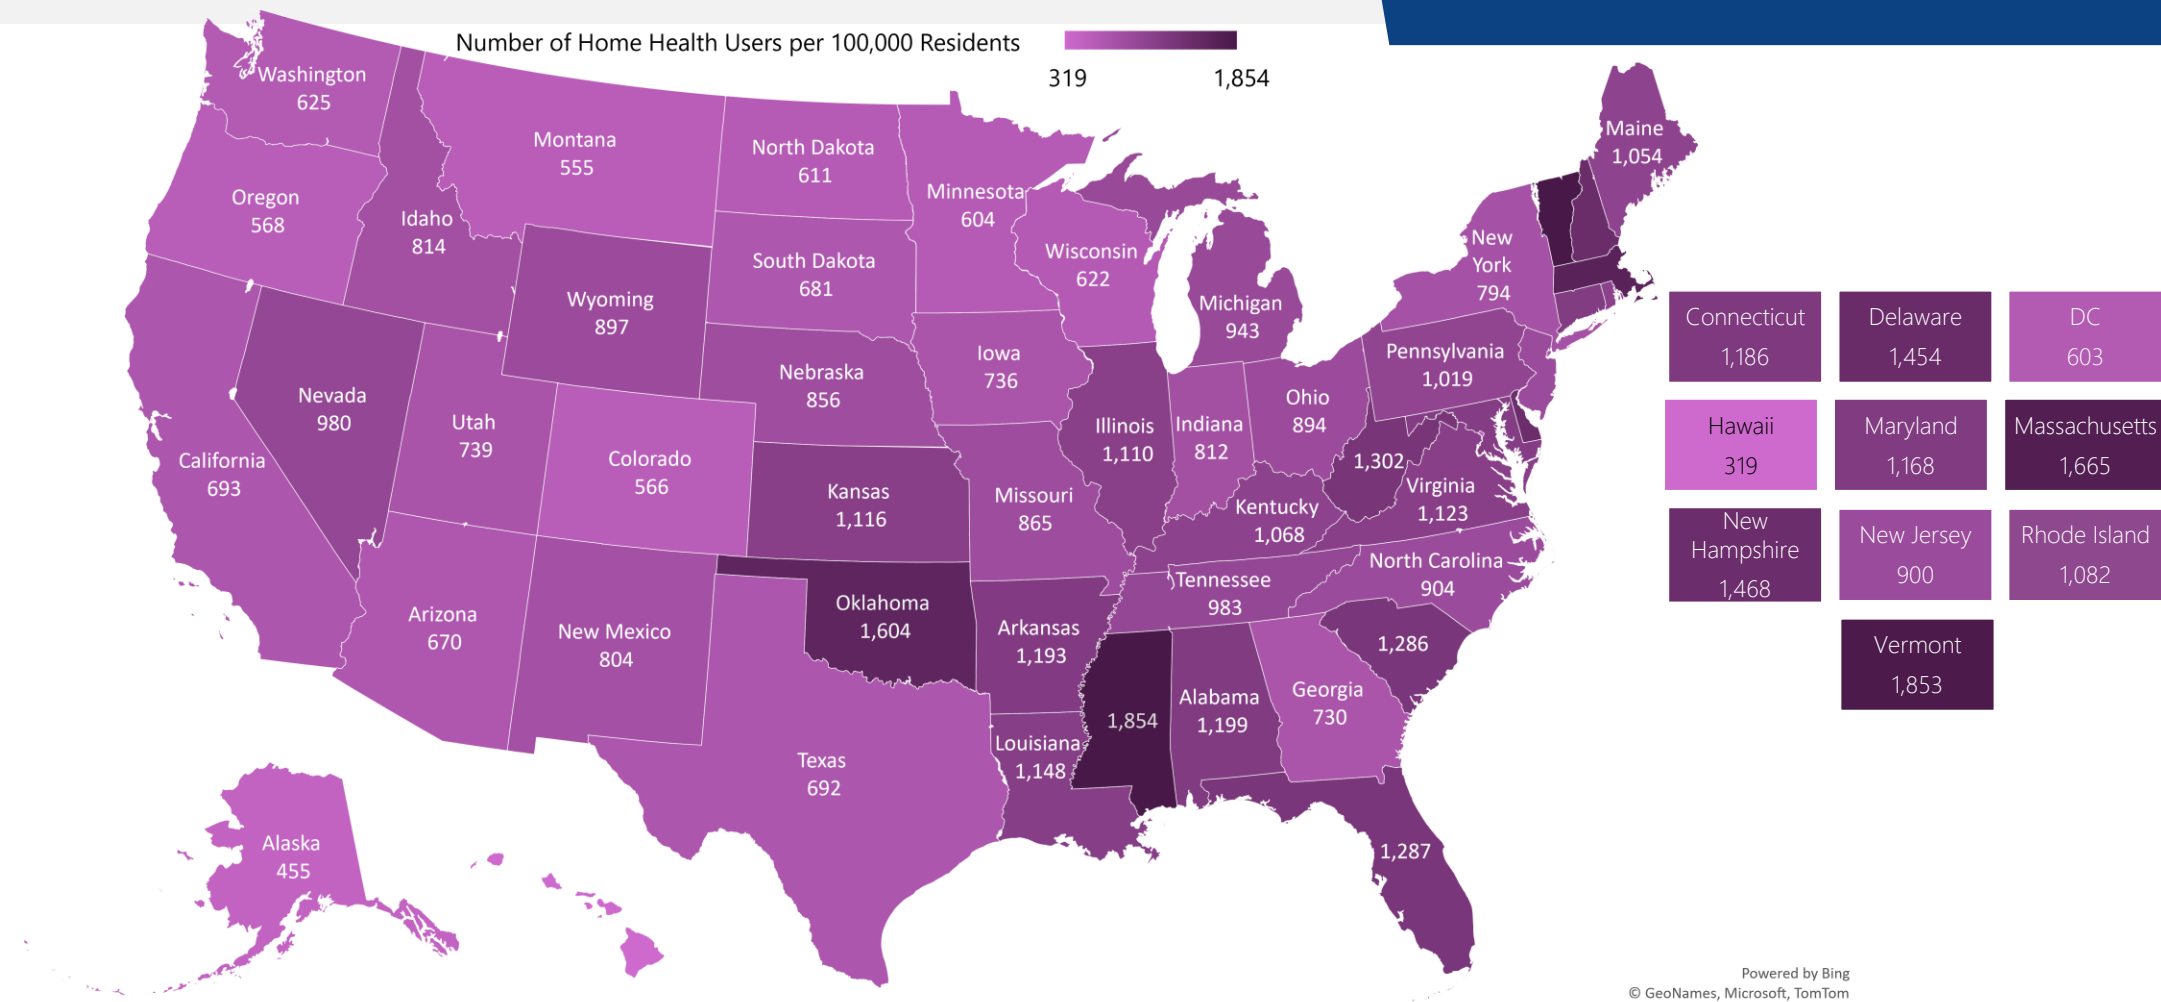 Number of Home Health Users per 100,000 Residents
319
1,854
Washington
625
Montana
555
North Dakota
611
Minnesota
604
Oregon
568
Idaho
814
Wyoming
897
South Dakota
681
Wisconsin
622
Michigan
943
New
York
794
Maine
1,054
Nevada
980
Utah
739
Colorado
566
Nebraska
856
Iowa
736
Illinois
1,110
Indiana
812
Ohio
894
Pennsylvania
1,019
California
693
Kansas
1,116
Missouri
865
Kentucky
1,068
1,302
Virginia
1,123
Arizona
670
New Mexico
804
Oklahoma
1,604
Arkansas
1,193
Tennessee
983
North Carolina
904
1,286
Texas
692
Louisiana
1,148
1,854
Alabama
1,199
Georgia
730
1,287
Alaska
455
Connecticut
1,186
Delaware
1,454
DC
603
Hawaii
319
Maryland
1,168
Massachusetts
1,665
New
Hampshire
1,468
New Jersey
900
Rhode Island
1,082
Vermont
1,853
Powered by Bing
© GeoNames, Microsoft, TomTom